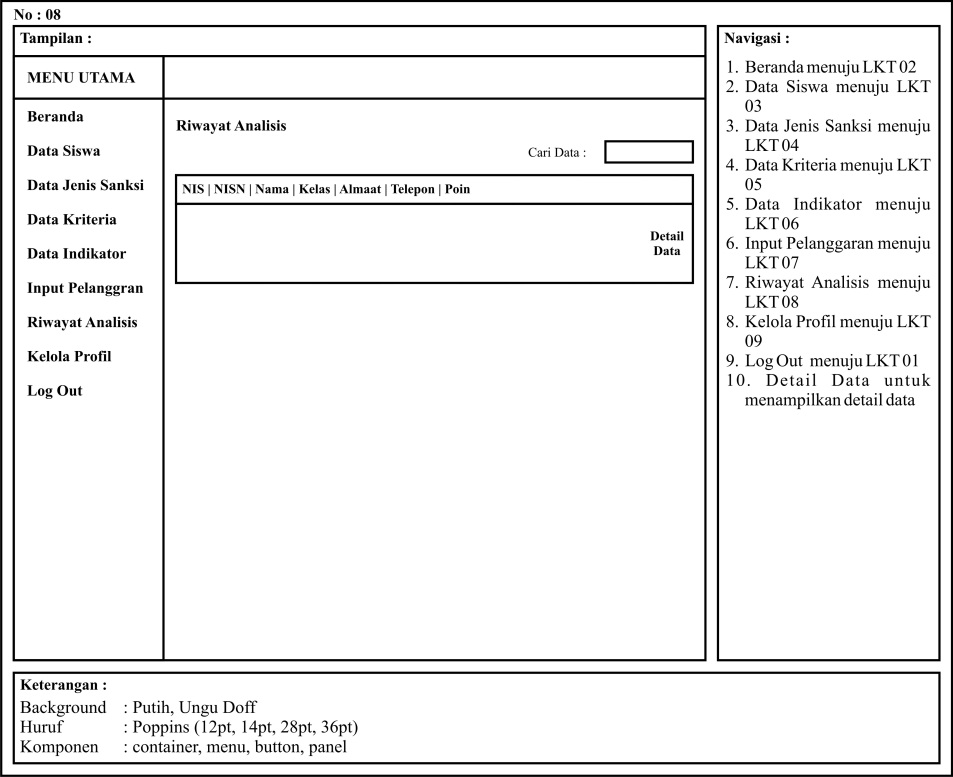 No : 08
Tampilan :
MENU UTAMA
Beranda
Data Siswa
Data Jenis Sanksi
Data Kriteria
Data Indikator
Input Pelanggran
Riwayat Analisis
Kelola Profil
Log Out
Riwayat Analisis
Cari Data :
NIS | NISN | Nama | Kelas | Almaat | Telepon | Poin
Detail
Data
Navigasi :
1. Beranda menuju LKT 02
2. Data Siswa menuju LKT
03
3. Data Jenis Sanksi menuju
LKT 04
4. Data Kriteria menuju LKT
05
5. Data Indikator menuju
LKT 06
6. Input Pelanggaran menuju
LKT 07
7. Riwayat Analisis menuju
LKT 08
8. Kelola Profil menuju LKT
09
9. Log Out menuju LKT 01
10. Detail Data untuk
menampilkan detail data
Keterangan :
Background : Putih, Ungu Doff
Huruf : Poppins (12pt, 14pt, 28pt, 36pt)
Komponen : container, menu, button, panel